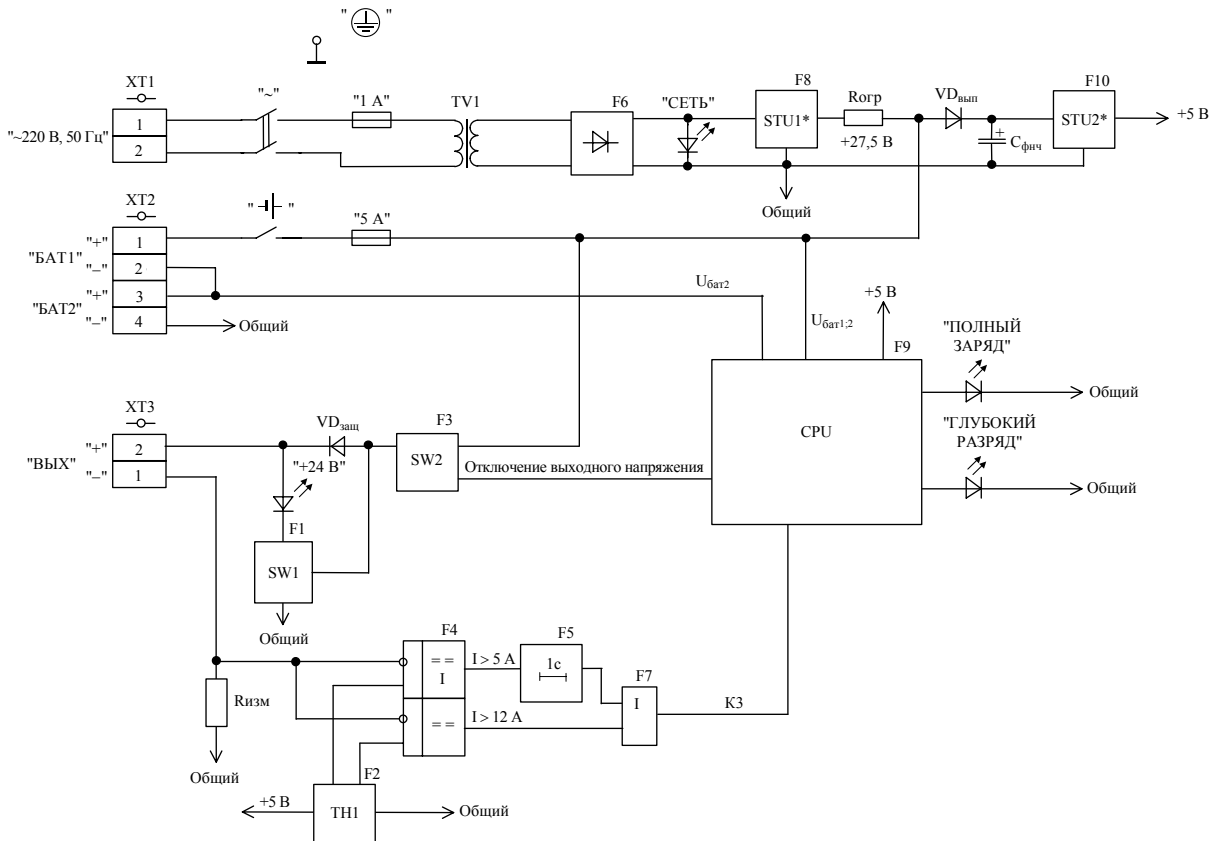 " "
XT1
"~"
"1 А"
TV1
F6
"СЕТЬ"
F8
Rогр
VDвып
F10
1
2
"~220 В, 50 Гц"
STU1*
+27,5 В
+
Cфнч
STU2*
+5 В
Общий
XT2
" "
"5 А"
"БАТ1"
"+"
1
"–"
2
"БАТ2"
"+"
3
"–"
4
Общий
Uбат2
Uбат1;2
+5 В
F9
CPU
"ПОЛНЫЙ
ЗАРЯД"
Общий
"ГЛУБОКИЙ
РАЗРЯД"
Общий
XT3
"ВЫХ"
"+"
2
"–"
1
VDзащ
"+24 В"
F3
SW2
Отключение выходного напряжения
F1
SW1
Общий
F4
= =
I
= =
I > 5 А
F5
1с
F7
I
I > 12 А
КЗ
Rизм
Общий
F2
+5 В
TH1
Общий